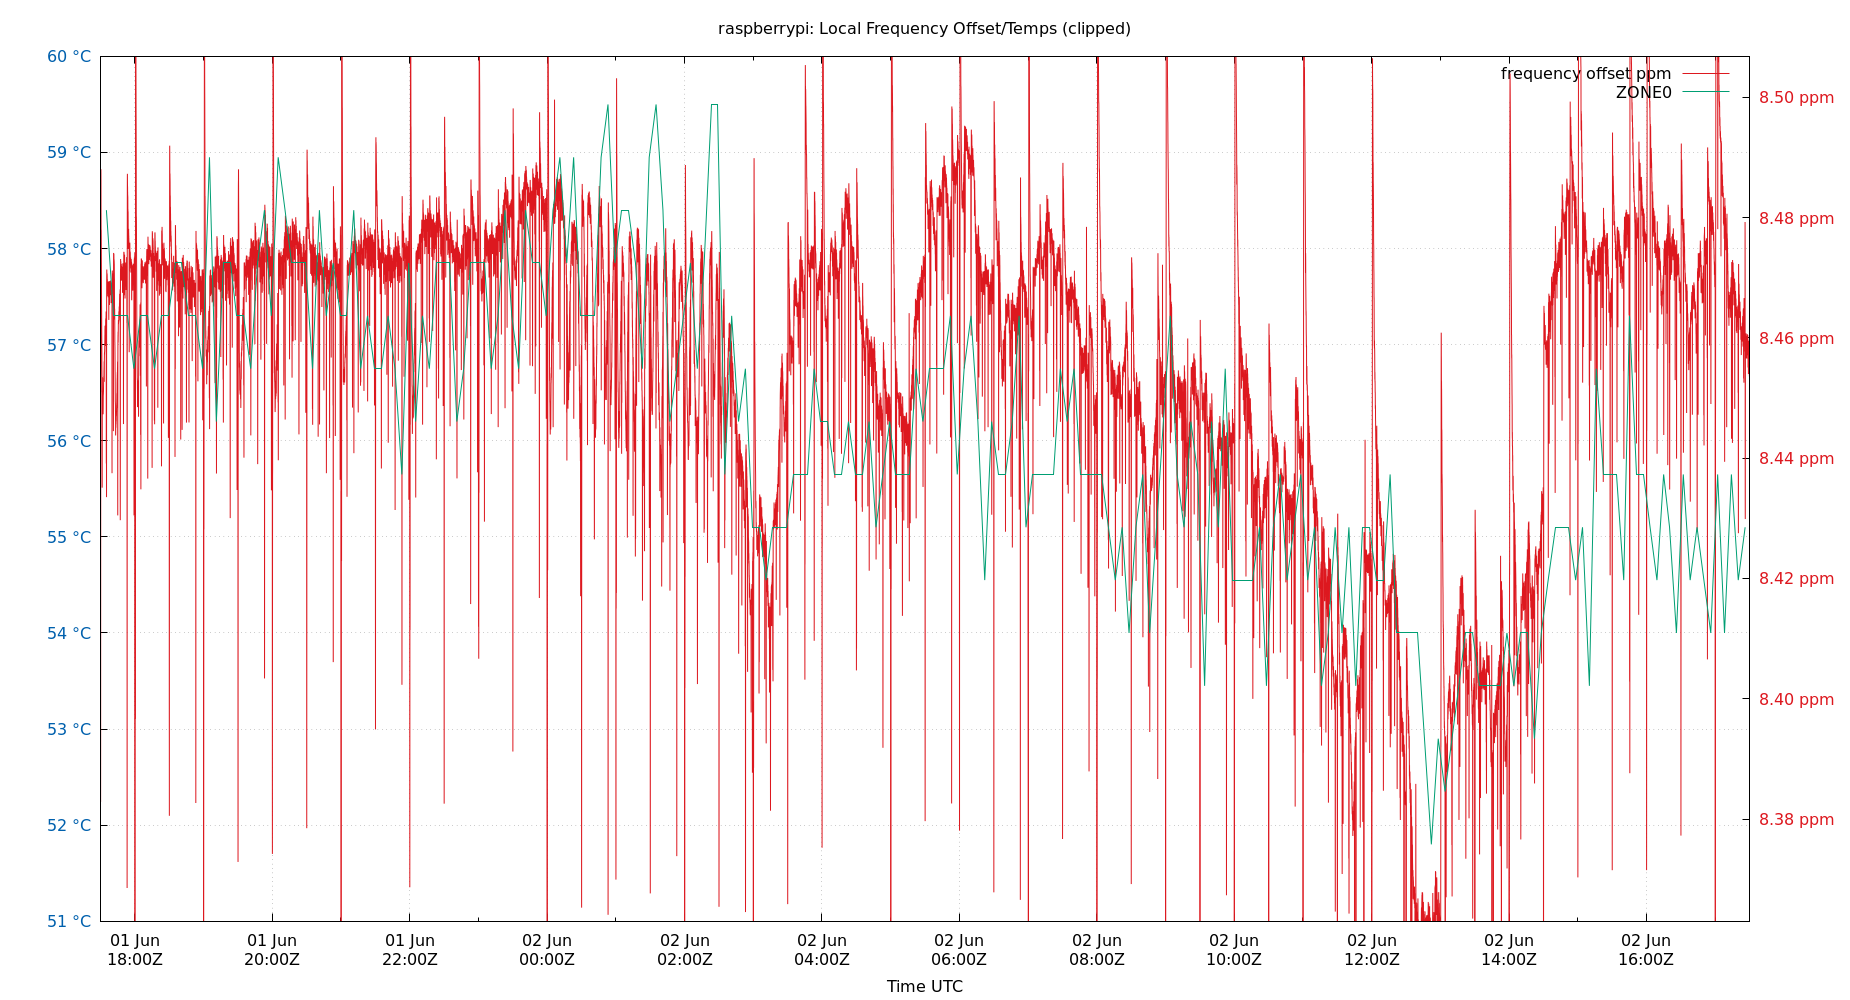 raspberrypi: Local Frequency Offset/Temps (clipped)
60 °C
59 °C
58 °C
57 °C
56 °C
55 °C
54 °C
53 °C
52 °C
51 °C
frequency offset ppm
ZONE0
8.50 ppm
8.48 ppm
8.46 ppm
8.44 ppm
8.42 ppm
8.40 ppm
8.38 ppm
01 Jun 01 Jun 01 Jun 02 Jun 02 Jun 02 Jun 02 Jun 02 Jun 02 Jun 02 Jun 02 Jun 02 Jun
18:00Z 20:00Z 22:00Z 00:00Z 02:00Z 04:00Z 06:00Z 08:00Z 10:00Z 12:00Z 14:00Z 16:00Z
Time UTC